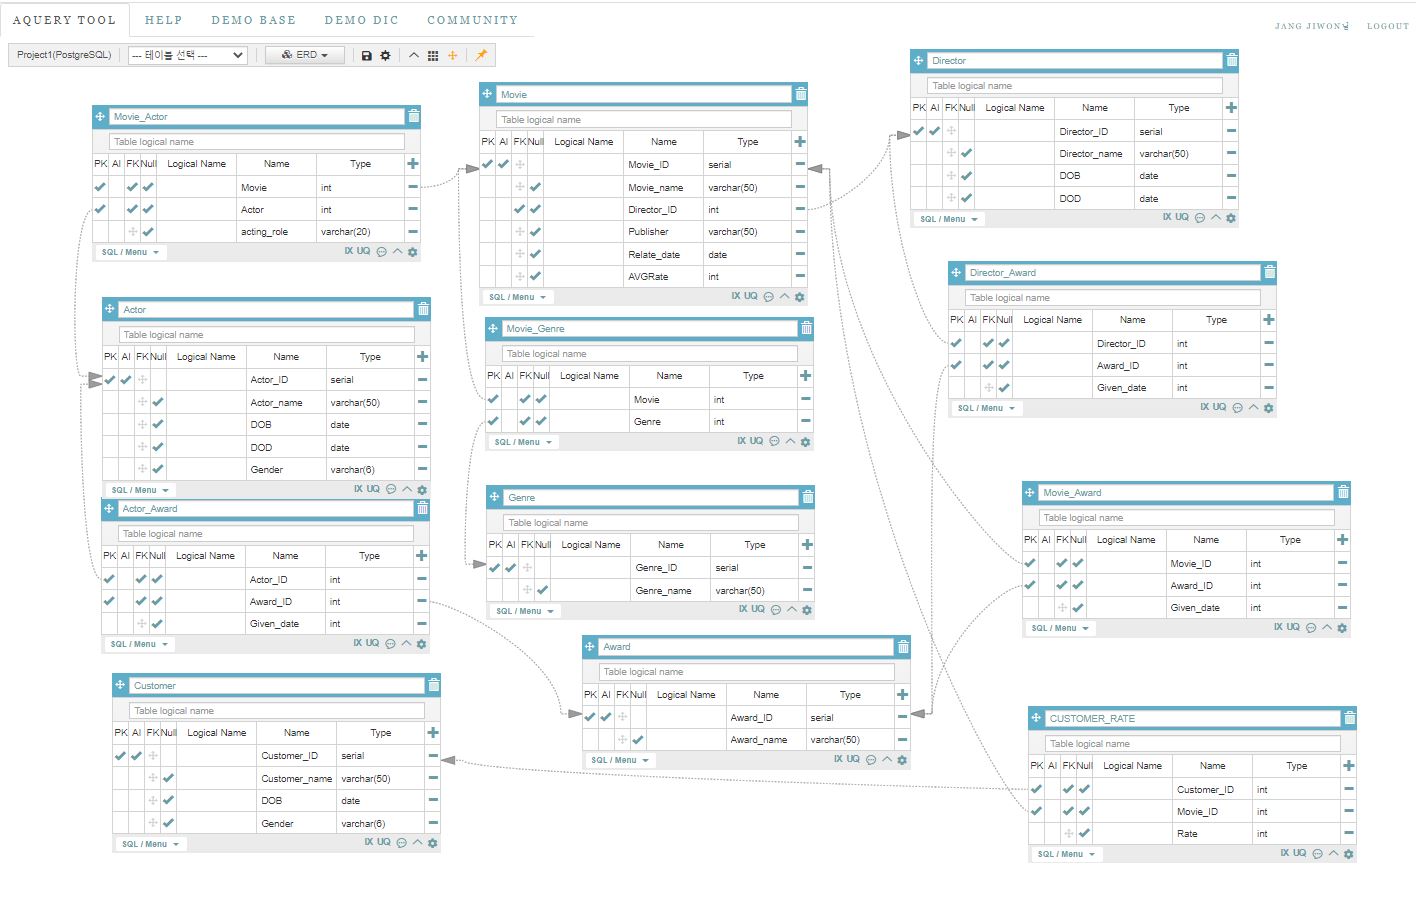 AQUERY TOOL HELP DEMO BASE DEMO DIC COMMUNITY
JANG JIWONG님 LOGOUT
Project1(PostgreSQL) --- 테이블 선택 --- ERD
Movie_Actor
Table logical name
PK AI FK Null Logical Name Name Type
Movie int
Actor int
acting_role varchar(20)
SQL / Menu IX UQ
Actor
Table logical name
PK AI FK Null Logical Name Name Type
Actor_ID serial
Actor_name varchar(50)
DOB date
DOD date
Gender varchar(6)
SQL / Menu IX UQ
Actor_Award
Table logical name
PK AI FK Null Logical Name Name Type
Actor_ID int
Award_ID int
Given_date int
SQL / Menu IX UQ
Customer
Table logical name
PK AI FK Null Logical Name Name Type
Customer_ID serial
Customer_name varchar(50)
DOB date
Gender varchar(6)
SQL / Menu IX UQ
Movie
Table logical name
PK AI FK Null Logical Name Name Type
Movie_ID serial
Movie_name varchar(50)
Director_ID int
Publisher varchar(50)
Relate_date date
AVGRate int
SQL / Menu IX UQ
Movie_Genre
Table logical name
PK AI FK Null Logical Name Name Type
Movie int
Genre int
SQL / Menu IX UQ
Genre
Table logical name
PK AI FK Null Logical Name Name Type
Genre_ID serial
Genre_name varchar(50)
SQL / Menu IX UQ
Award
Table logical name
PK AI FK Null Logical Name Name Type
Award_ID serial
Award_name varchar(50)
SQL / Menu IX UQ
Director
Table logical name
PK AI FK Null Logical Name Name Type
Director_ID serial
Director_name varchar(50)
DOB date
DOD date
SQL / Menu IX UQ
Director_Award
Table logical name
PK AI FK Null Logical Name Name Type
Director_ID int
Award_ID int
Given_date int
SQL / Menu IX UQ
Movie_Award
Table logical name
PK AI FK Null Logical Name Name Type
Movie_ID int
Award_ID int
Given_date int
SQL / Menu IX UQ
CUSTOMER_RATE
Table logical name
PK AI FK Null Logical Name Name Type
Customer_ID int
Movie_ID int
Rate int
SQL / Menu IX UQ